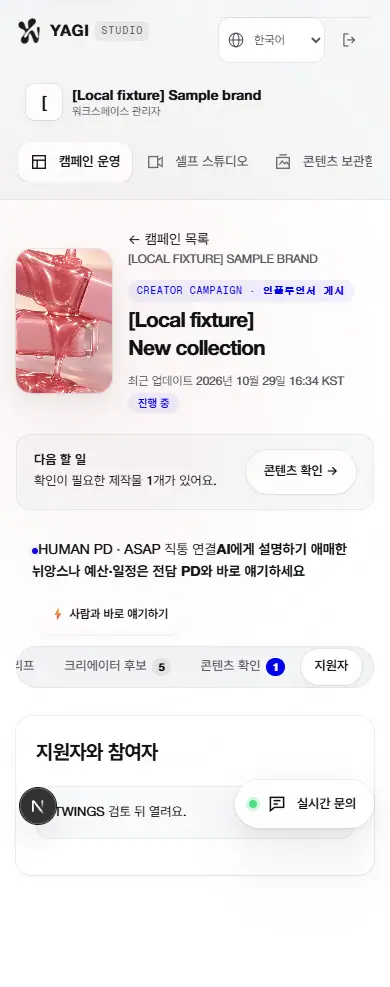 YAGI STUDIO
한국어
[
[Local fixture] Sample brand
워크스페이스 관리자
캠페인 운영
셀프 스튜디오
콘텐츠 보관함
← 캠페인 목록
[LOCAL FIXTURE] SAMPLE BRAND
CREATOR CAMPAIGN · 인플루언서 게시
[Local fixture]
New collection
최근 업데이트 2026년 10월 29일 16:34 KST
진행 중
다음 할 일
확인이 필요한 제작물 1개가 있어요.
콘텐츠 확인 →
HUMAN PD · ASAP 직통 연결AI에게 설명하기 애매한
뉘앙스나 예산·일정은 전담 PD와 바로 얘기하세요
사람과 바로 얘기하기
리프
크리에이터 후보 5
콘텐츠 확인 1
지원자
지원자와 참여자
N
TWINGS 검토 뒤 열려요.
실시간 문의